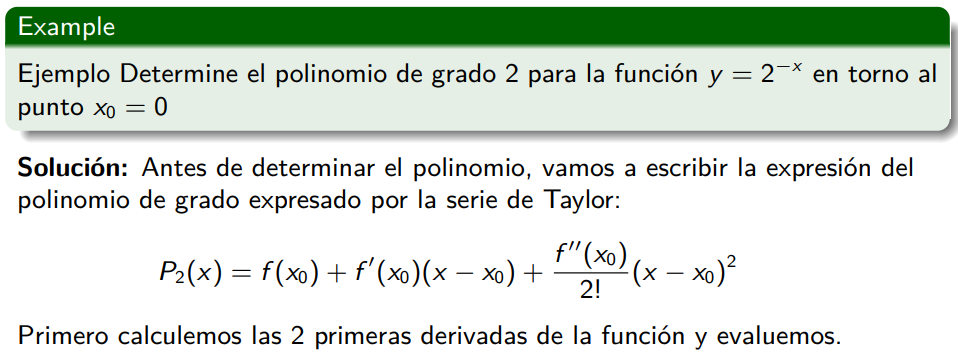 Example
Ejemplo Determine el polinomio de grado 2 para la función y = 2^{-x} en torno al
punto x_0 = 0
Solución: Antes de determinar el polinomio, vamos a escribir la expresión del
polinomio de grado expresado por la serie de Taylor:
P_2(x) = f(x_0) + f'(x_0)(x − x_0) + \frac{f''(x_0)}{2!}(x − x_0)^2
Primero calculemos las 2 primeras derivadas de la función y evaluemos.